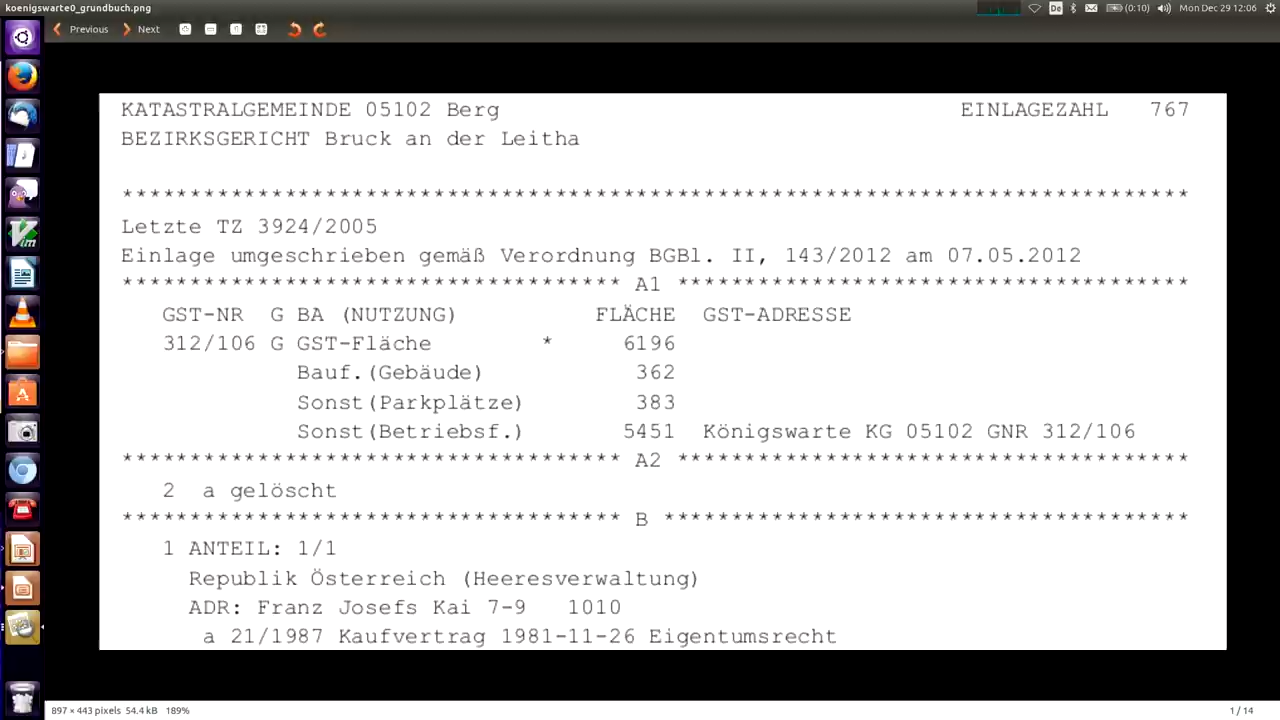 koenigswarte0_grundbuch.png
De
(0:10)
Mon Dec 29 12:06
Previous
Next
KATASTRALGEMEINDE 05102 Berg EINLAGEZAHL 767
BEZIRKSGERICHT Bruck an der Leitha
*******************************************************************************
Letzte TZ 3924/2005
Einlage umgeschrieben gemäß Verordnung BGBl. II, 143/2012 am 07.05.2012
************************************* A1 **************************************
GST-NR G BA (NUTZUNG) FLÄCHE GST-ADRESSE
312/106 G GST-Fläche * 6196
Bauf.(Gebäude) 362
Sonst(Parkplätze) 383
Sonst(Betriebsf.) 5451 Königswarte KG 05102 GNR 312/106
************************************* A2 **************************************
2 a gelöscht
************************************* B ***************************************
1 ANTEIL: 1/1
Republik Österreich (Heeresverwaltung)
ADR: Franz Josefs Kai 7-9 1010
a 21/1987 Kaufvertrag 1981-11-26 Eigentumsrecht
897 × 443 pixels 54.4 kB 189%
1 / 14